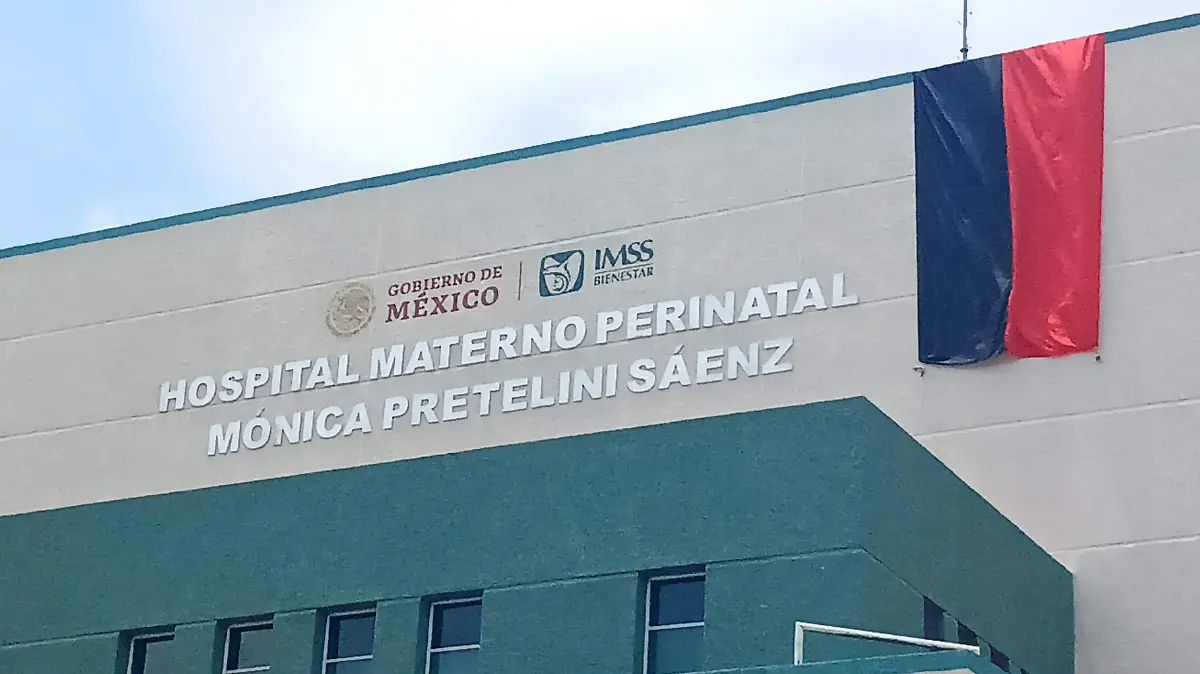 GOBIERNO DE
MÉXICO
IMSS
BIENESTAR
HOSPITAL MATERNO PERINATAL
MÓNICA PRETELINI SÁENZ